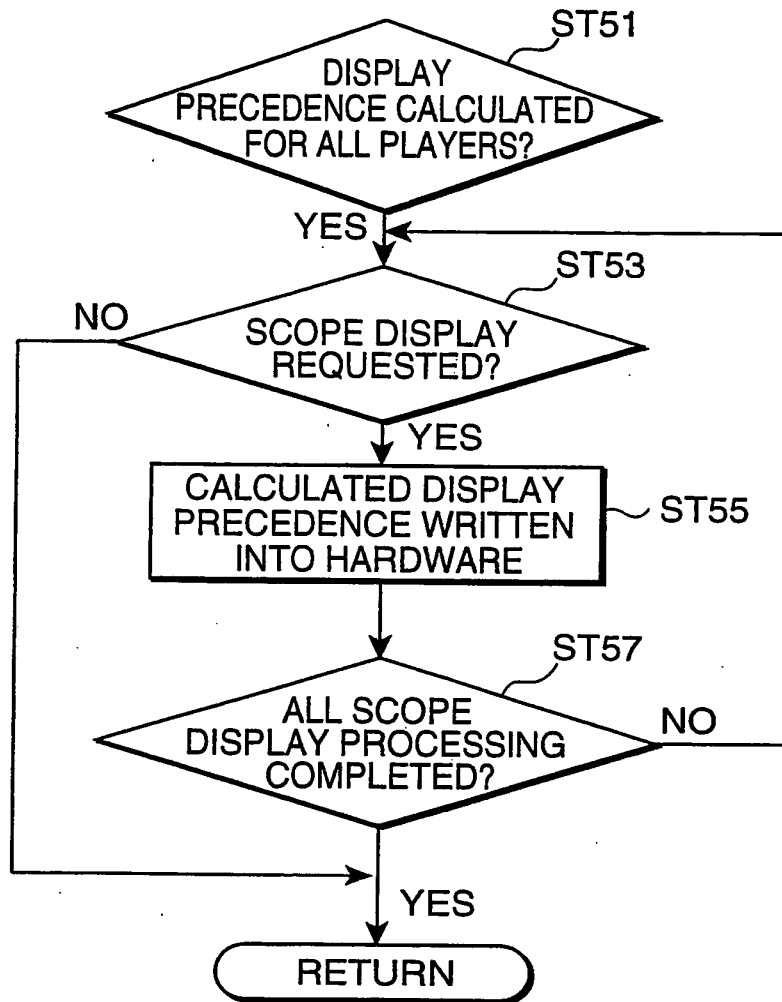 ST51
DISPLAY
PRECEDENCE CALCULATED
FOR ALL PLAYERS?
YES
ST53
NO
SCOPE DISPLAY
REQUESTED?
YES
CALCULATED DISPLAY
PRECEDENCE WRITTEN
INTO HARDWARE
ST55
ST57
ALL SCOPE
DISPLAY PROCESSING
COMPLETED?
NO
YES
RETURN